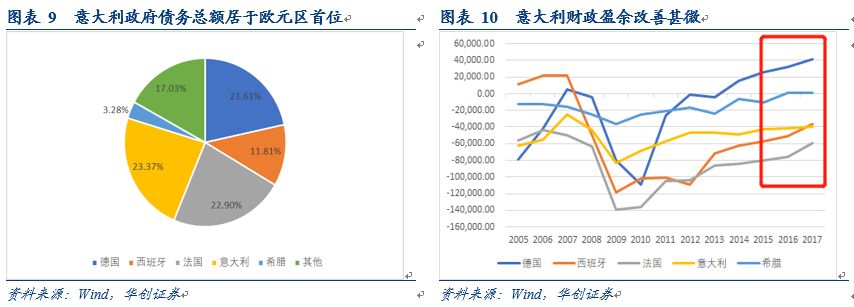 图表 9 意大利政府债务总额居于欧元区首位
17.03%
21.61%
3.28%
11.81%
23.37%
22.90%
德国 西班牙 法国 意大利 希腊 其他
资料来源：Wind，华创证券
图表 10 意大利财政盈余改善甚微
60,000.00
40,000.00
20,000.00
0.00
-20,000.00
-40,000.00
-60,000.00
-80,000.00
-100,000.00
-120,000.00
-140,000.00
-160,000.00
2005 2006 2007 2008 2009 2010 2011 2012 2013 2014 2015 2016 2017
德国 西班牙 法国 意大利 希腊
资料来源：Wind，华创证券